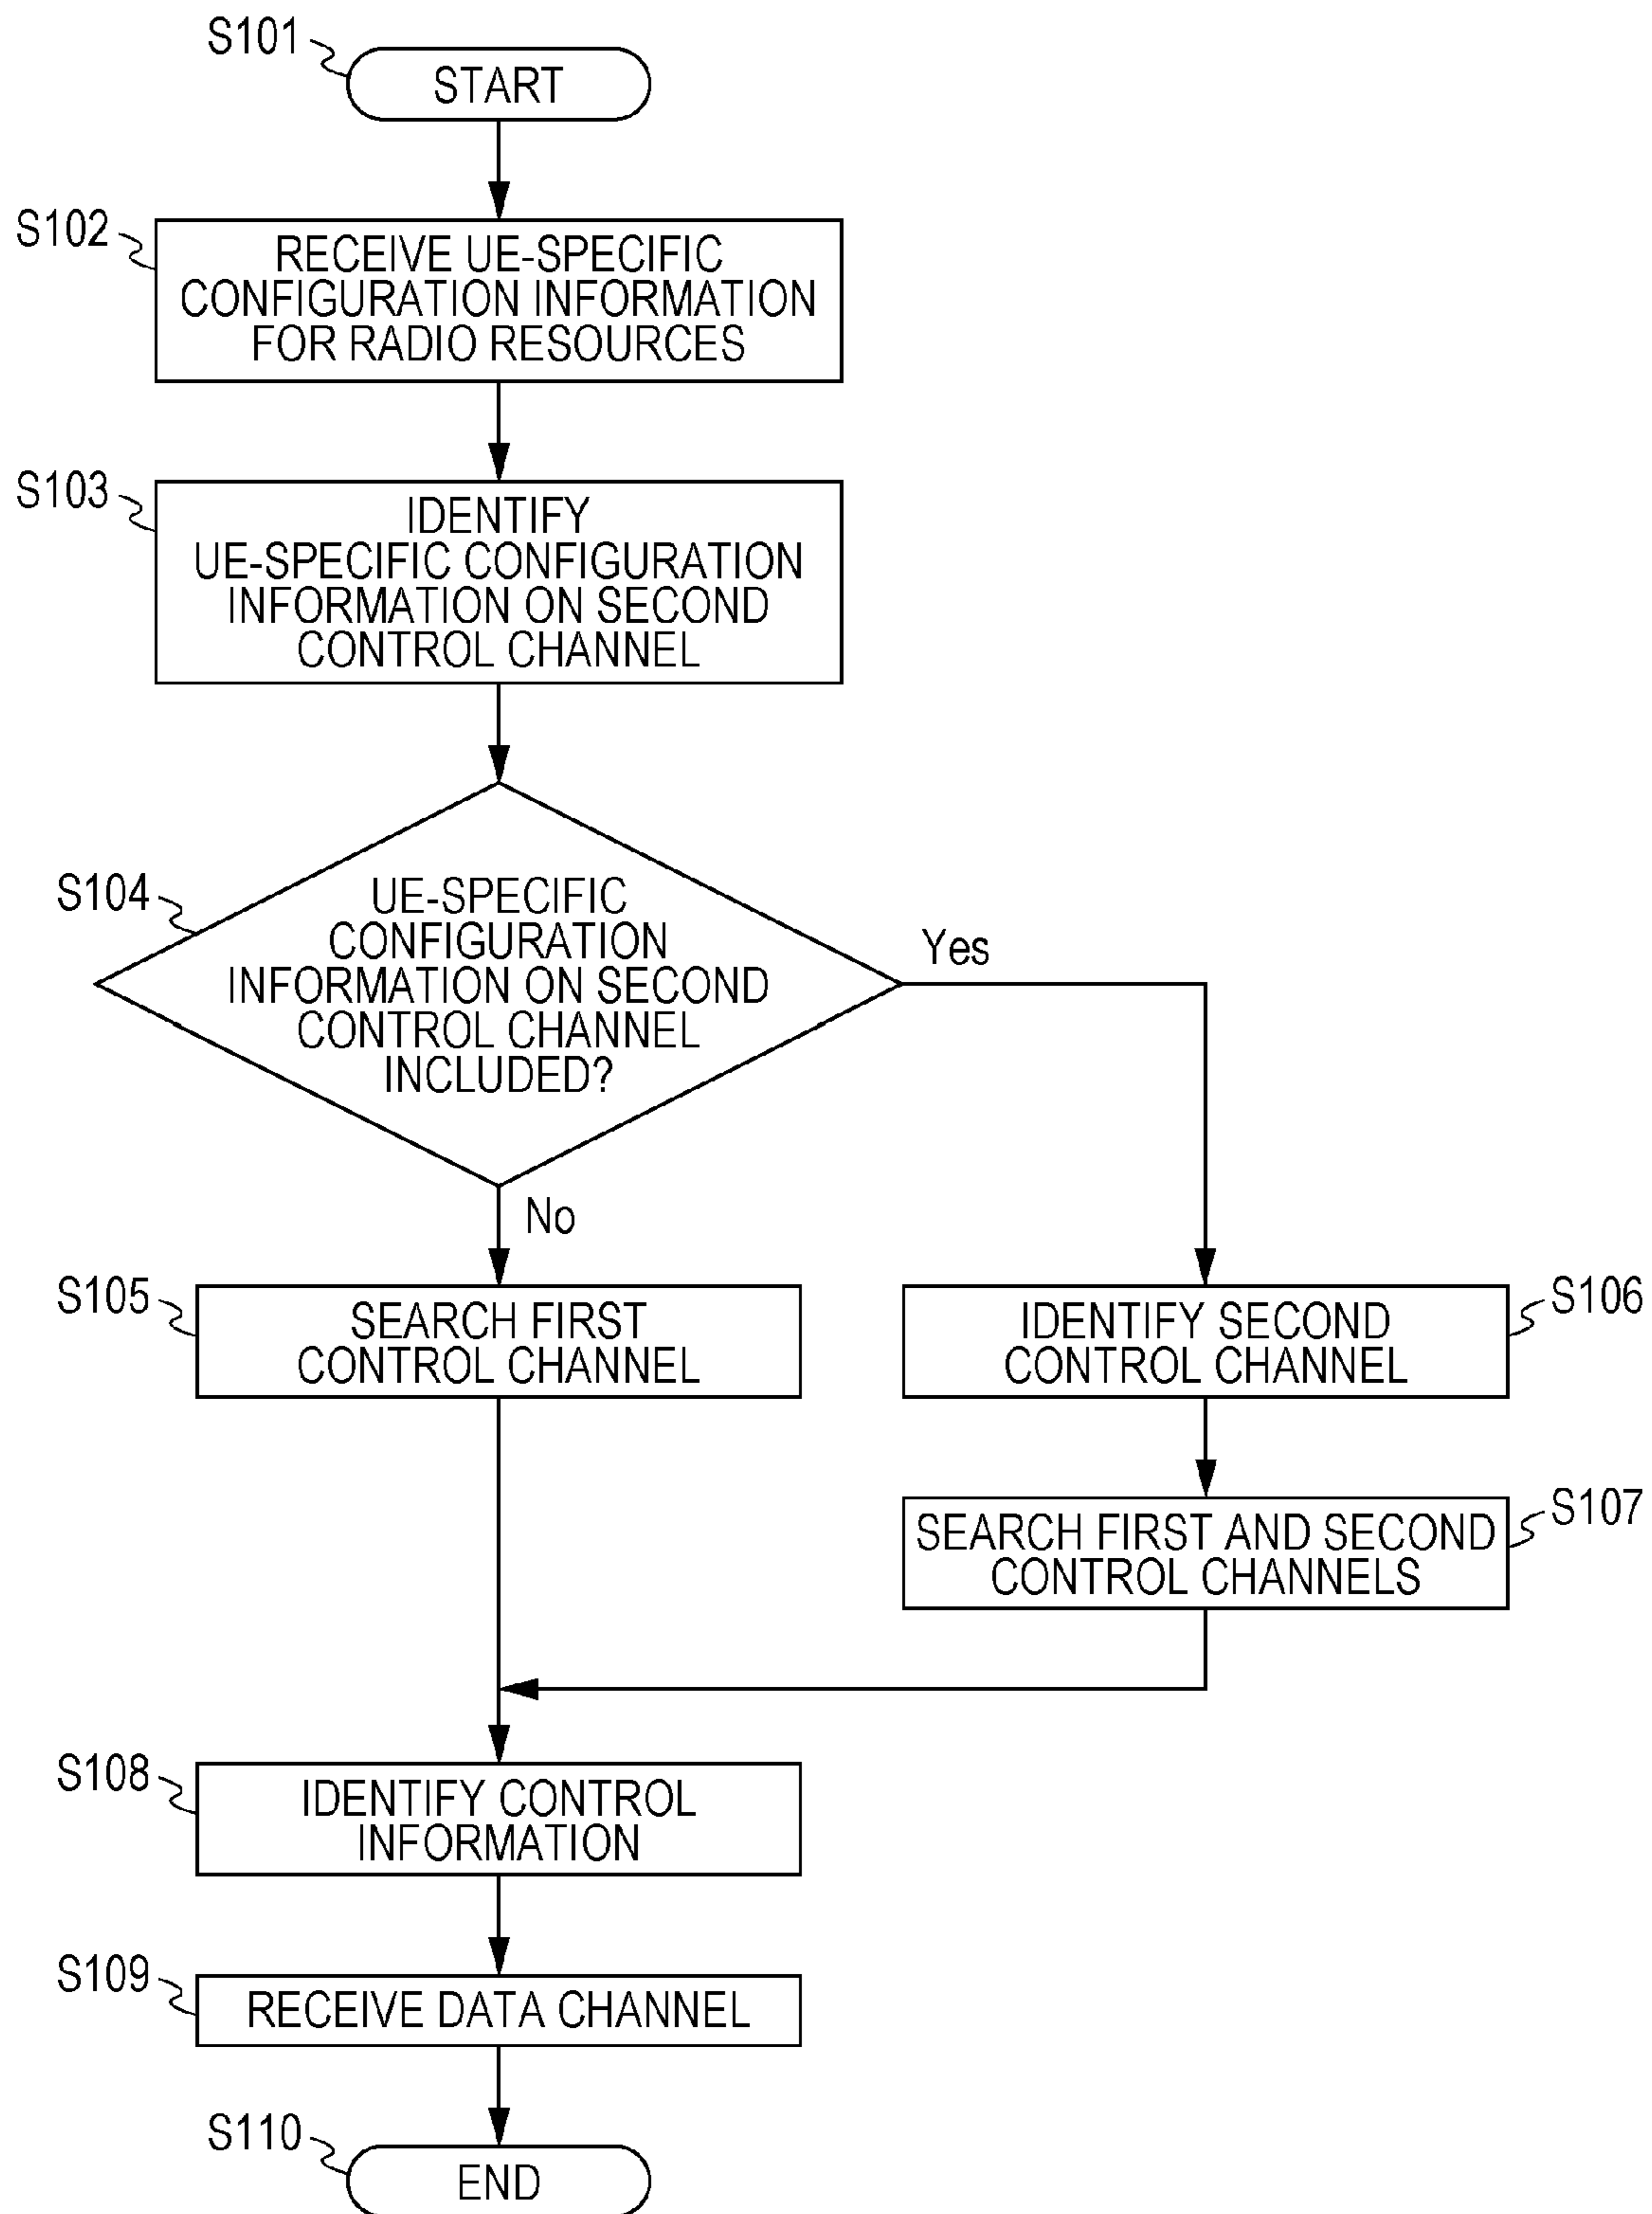 S101
START
S102
RECEIVE UE-SPECIFIC
CONFIGURATION INFORMATION
FOR RADIO RESOURCES
S103
IDENTIFY
UE-SPECIFIC CONFIGURATION
INFORMATION ON SECOND
CONTROL CHANNEL
S104
UE-SPECIFIC
CONFIGURATION
INFORMATION ON SECOND
CONTROL CHANNEL
INCLUDED?
Yes
No
S105
SEARCH FIRST
CONTROL CHANNEL
S106
IDENTIFY SECOND
CONTROL CHANNEL
S107
SEARCH FIRST AND SECOND
CONTROL CHANNELS
S108
IDENTIFY CONTROL
INFORMATION
S109
RECEIVE DATA CHANNEL
S110
END